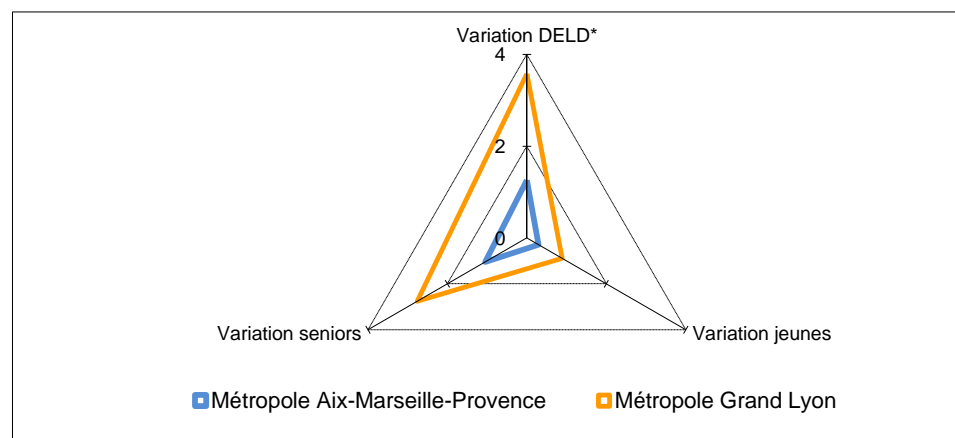 Variation DELD*
4
2
0
Variation seniors
Variation jeunes
Métropole Aix-Marseille-Provence
Métropole Grand Lyon